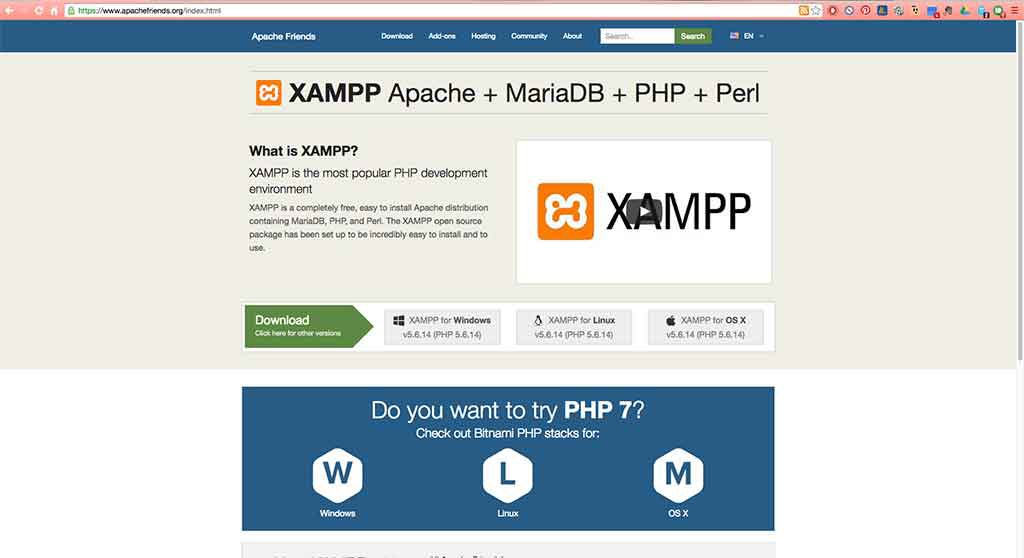 https://www.apachefriends.org/index.html
Apache Friends
Download Add-ons Hosting Community About Search... Search EN
XAMPP Apache + MariaDB + PHP + Perl
What is XAMPP?
XAMPP is the most popular PHP development
environment
XAMPP is a completely free, easy to install Apache distribution
containing MariaDB, PHP, and Perl. The XAMPP open source
package has been set up to be incredibly easy to install and to
use.
XAMPP
Download
Click here for other versions
XAMPP for Windows
v5.6.14 (PHP 5.6.14)
XAMPP for Linux
v5.6.14 (PHP 5.6.14)
XAMPP for OS X
v5.6.14 (PHP 5.6.14)
Do you want to try PHP 7?
Check out Bitnami PHP stacks for:
W L M
Windows Linux OS X